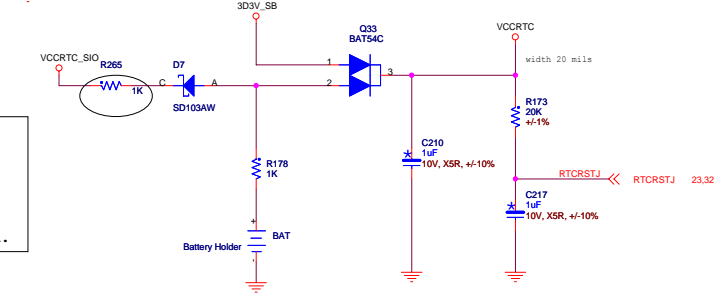 3D3V_SB
Q33
BAT54C
VCCRTC
VCCRTC_SIO
R265
1K
D7
C
A
SD103AW
1
2
3
width 20 mils
R173
20K
+/-1%
C210
1uF
10V, X5R, +/-10%
R178
1K
RTCRSTJ
RTCRSTJ 23,32
C217
1uF
10V, X5R, +/-10%
+
BAT
Battery Holder
-